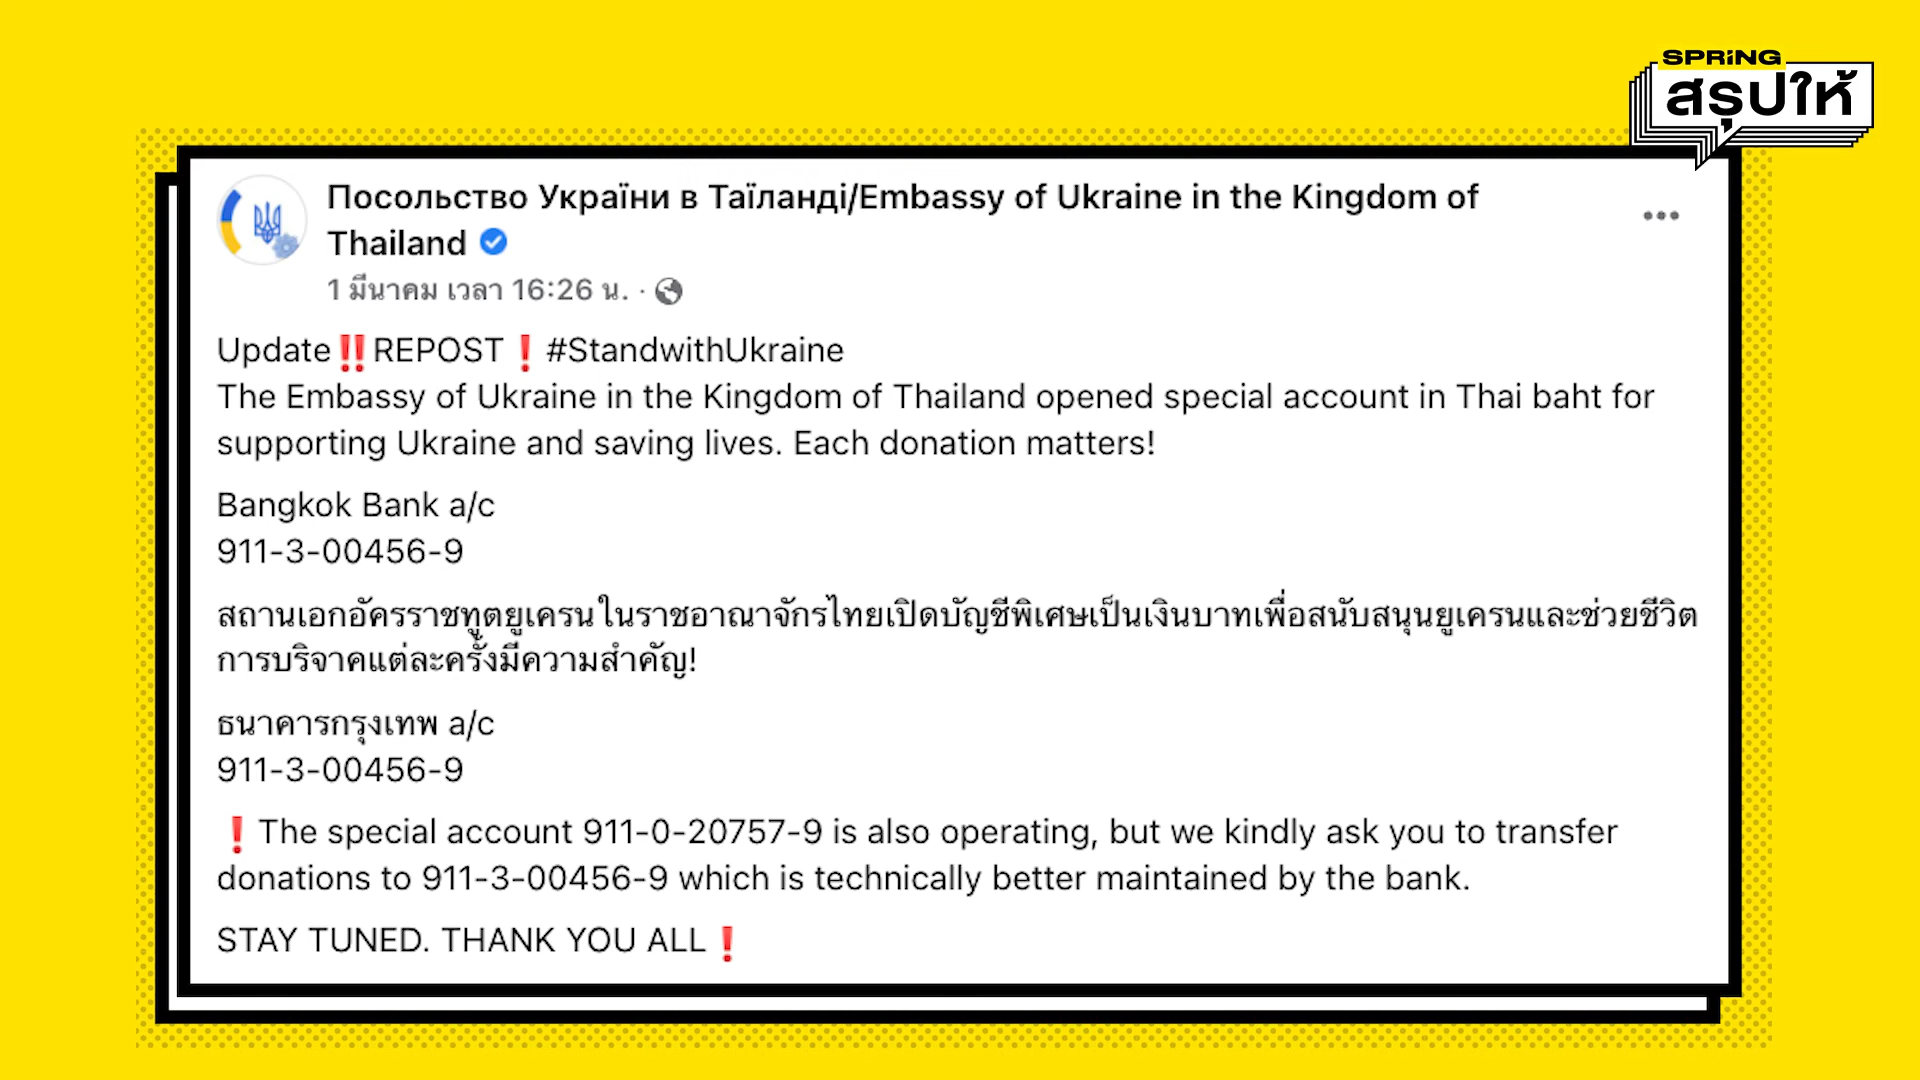 SPRiNG
สรุปให้
Посольство України в Таїланді/Embassy of Ukraine in the Kingdom of
Thailand
1 มีนาคม เวลา 16:26 น. ·
Update‼️REPOST❗#StandwithUkraine
The Embassy of Ukraine in the Kingdom of Thailand opened special account in Thai baht for
supporting Ukraine and saving lives. Each donation matters!
Bangkok Bank a/c
911-3-00456-9
สถานเอกอัครราชทูตยูเครนในราชอาณาจักรไทยเปิดบัญชีพิเศษเป็นเงินบาทเพื่อสนับสนุนยูเครนและช่วยชีวิต
การบริจาคแต่ละครั้งมีความสำคัญ!
ธนาคารกรุงเทพ a/c
911-3-00456-9
❗The special account 911-0-20757-9 is also operating, but we kindly ask you to transfer
donations to 911-3-00456-9 which is technically better maintained by the bank.
STAY TUNED. THANK YOU ALL❗